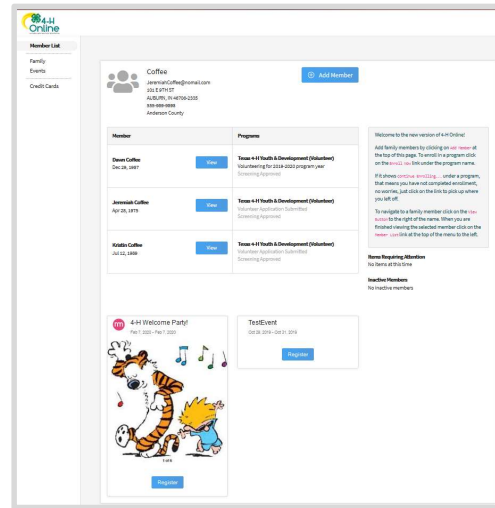 4-H
Online
Member List
Family
Events
Credit Cards
Coffee
JeremiahCoffee@nomail.com
101 E 9TH ST
AUBURN, IN 46706-2335
555-555-5555
Anderson County
Add Member
Member
Programs
Dawn Coffee
Dec 26, 1967
View
Texas 4-H Youth & Development (Volunteer)
Volunteering for 2019-2020 program year
Screening Approved
Jeremiah Coffee
Apr 28, 1975
View
Texas 4-H Youth & Development (Volunteer)
Volunteer Application Submitted
Screening Approved
Kristin Coffee
Jul 12, 1989
View
Texas 4-H Youth & Development (Volunteer)
Volunteer Application Submitted
Screening Approved
Welcome to the new version of 4-H Online!
Add family members by clicking on Add Member at
the top of this page. To enroll in a program click
on the enroll now link under the program name.
If it shows continue enrolling... under a program,
that means you have not completed enrollment,
no worries, just click on the link to pick up where
you left off.
To navigate to a family member click on the View
Button to the right of the name. When you are
finished viewing the selected member click on the
Member List link at the top of the menu to the left.
Items Requiring Attention
No items at this time
Inactive Members
No inactive members
4-H Welcome Party!
Feb 7, 2020 - Feb 7, 2020
Register
TestEvent
Oct 28, 2019 - Oct 31, 2019
Register